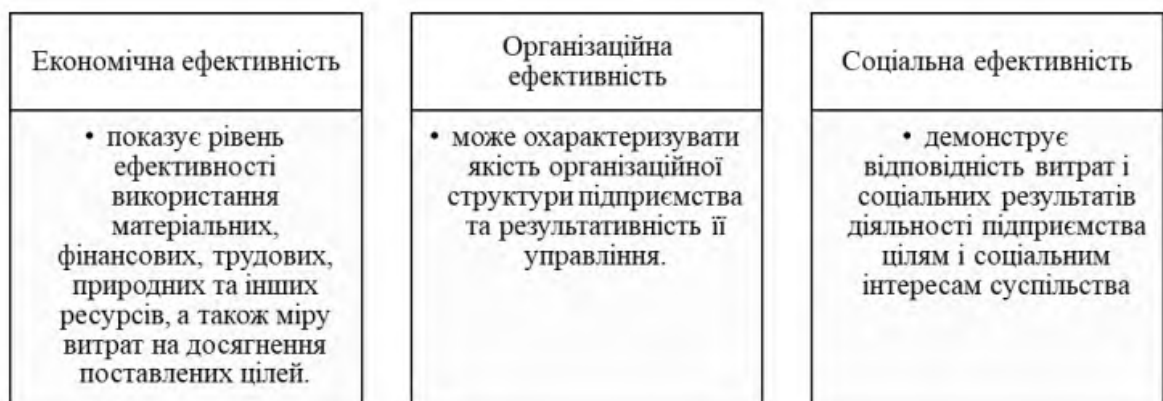 Економічна ефективність
• показує рівень
ефективності
використання
матеріальних,
фінансових, трудових,
природних та інших
ресурсів, а також міру
витрат на досягнення
поставлених цілей.
Організаційна
ефективність
• може охарактеризувати
якість організаційної
структури підприємства
та результативність її
управління.
Соціальна ефективність
• демонструє
відповідність витрат і
соціальних результатів
діяльності підприємства
цілям і соціальним
інтересам суспільства